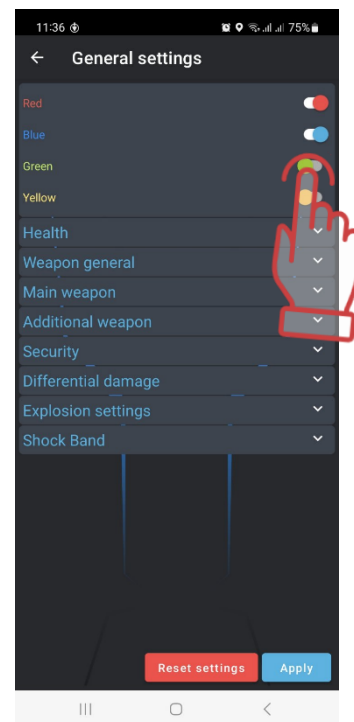 11:36 75%
General settings
Red
Blue
Green
Yellow
Health
Weapon general
Main weapon
Additional weapon
Security
Differential damage
Explosion settings
Shock Band
Reset settings Apply